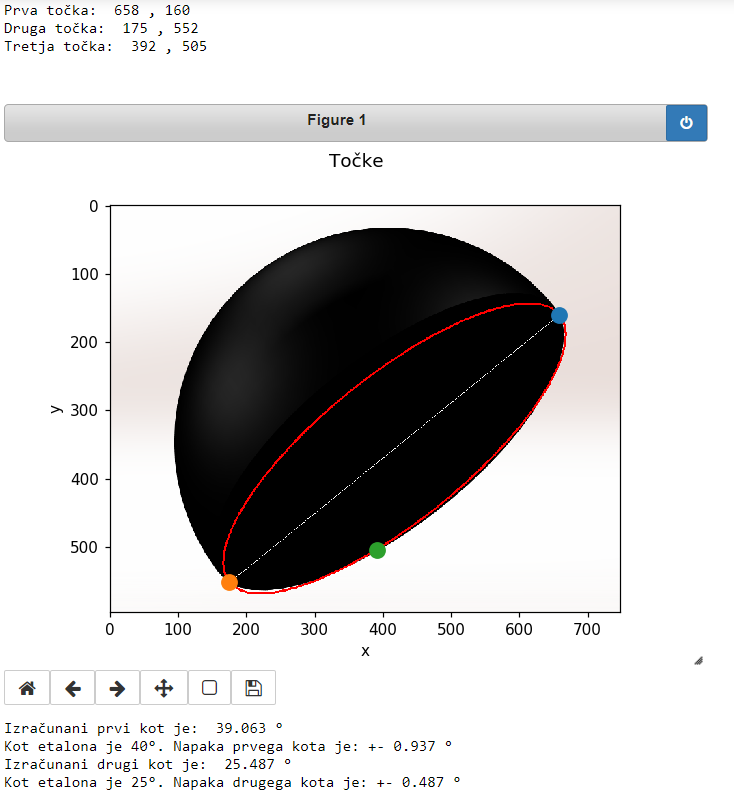 Prva točka:  658 , 160
Druga točka:  175 , 552
Tretja točka:  392 , 505
Figure 1
Točke
0
100
200
300
400
500
y
0 100 200 300 400 500 600 700
x
Izračunani prvi kot je:  39.063 º
Kot etalona je 40º. Napaka prvega kota je: +- 0.937 º
Izračunani drugi kot je:  25.487 º
Kot etalona je 25º. Napaka drugega kota je: +- 0.487 º